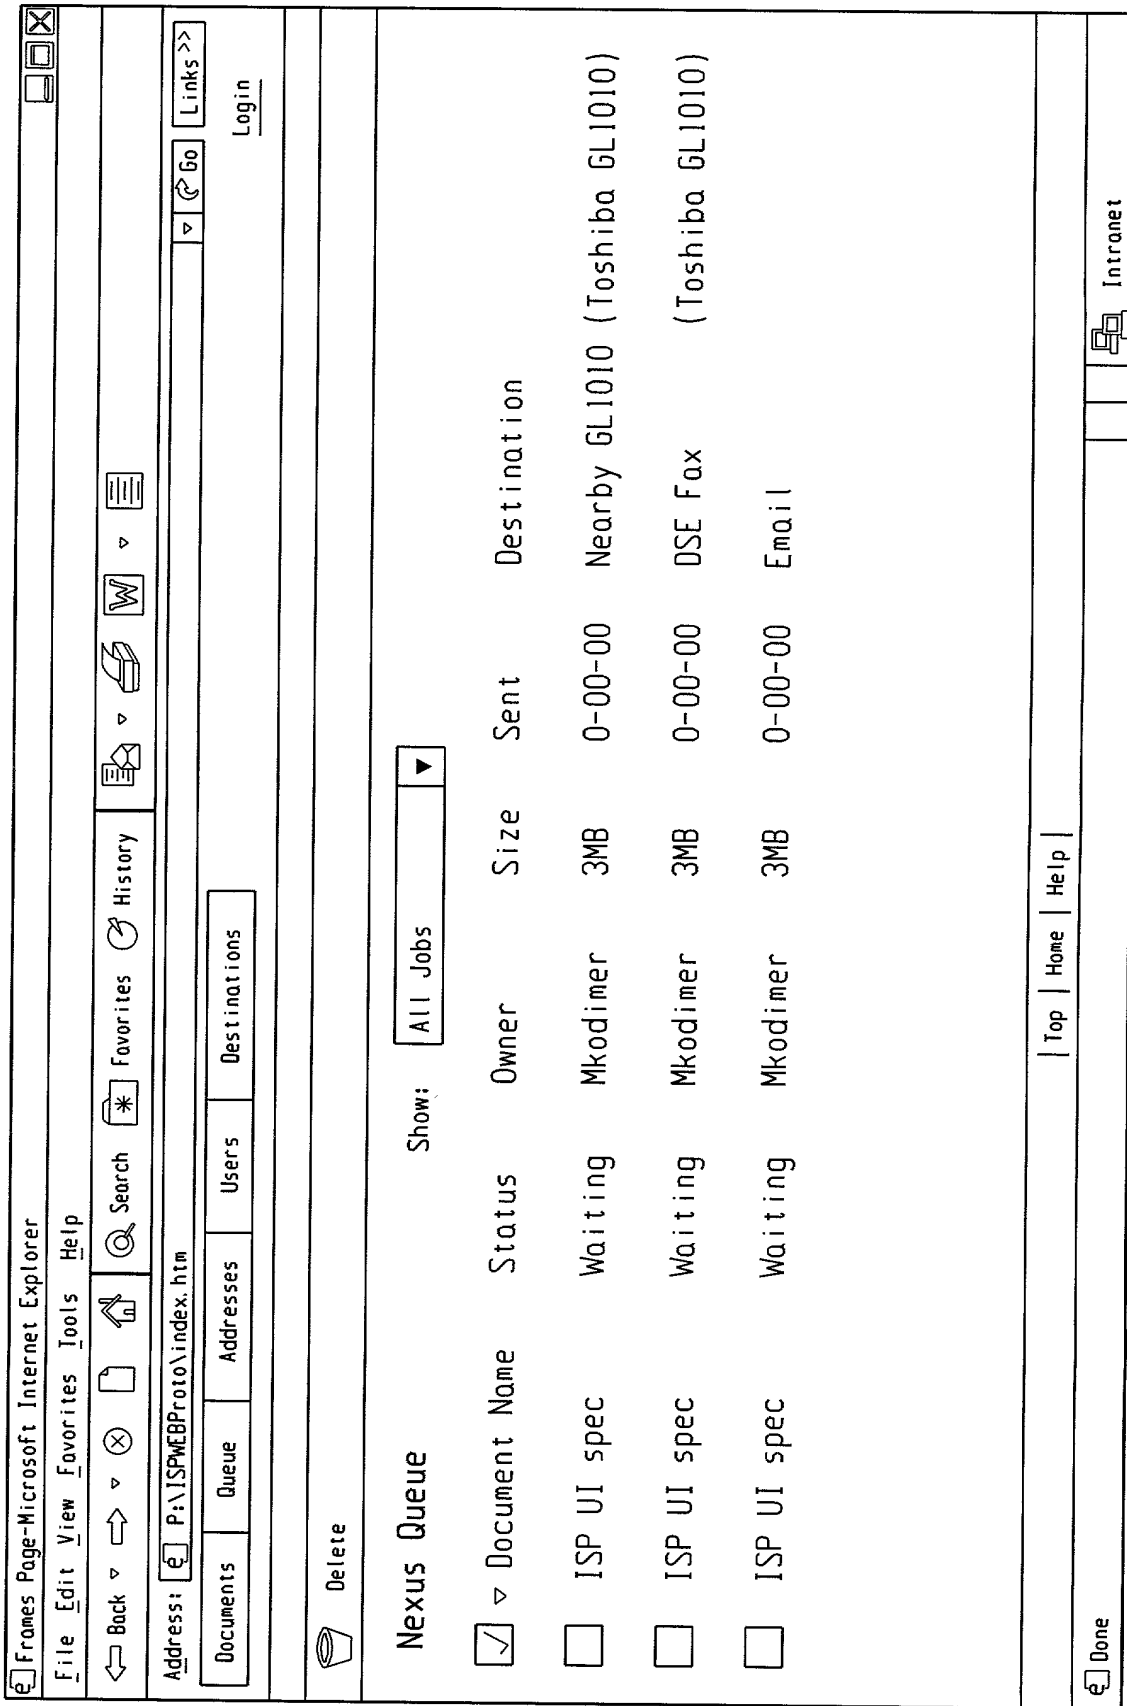 Frames Page-Microsoft Internet Explorer
File Edit View Favorites Tools Help
Back Search Favorites History W
Address: P:\ISPWEBProto\index.htm Go Links >>
Documents Queue Addresses Users Destinations Login
Delete
Nexus Queue Show: All Jobs
Document Name Status Owner Size Sent Destination
ISP UI spec Waiting Mkodimer 3MB 0-00-00 Nearby GL1010 (Toshiba GL1010)
ISP UI spec Waiting Mkodimer 3MB 0-00-00 DSE Fax (Toshiba GL1010)
ISP UI spec Waiting Mkodimer 3MB 0-00-00 Email
| Top | Home | Help |
Done Intranet